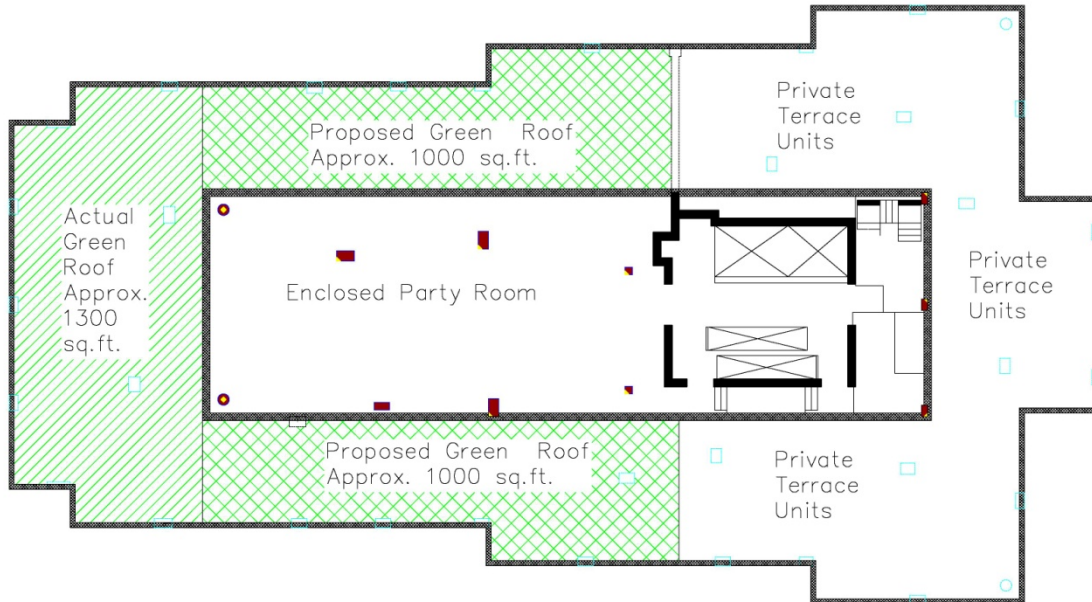 Proposed Green Roof
Approx. 1000 sq.ft.
Private
Terrace
Units
Actual
Green
Roof
Approx.
1300
sq.ft.
Enclosed Party Room
Private
Terrace
Units
Proposed Green Roof
Approx. 1000 sq.ft.
Private
Terrace
Units